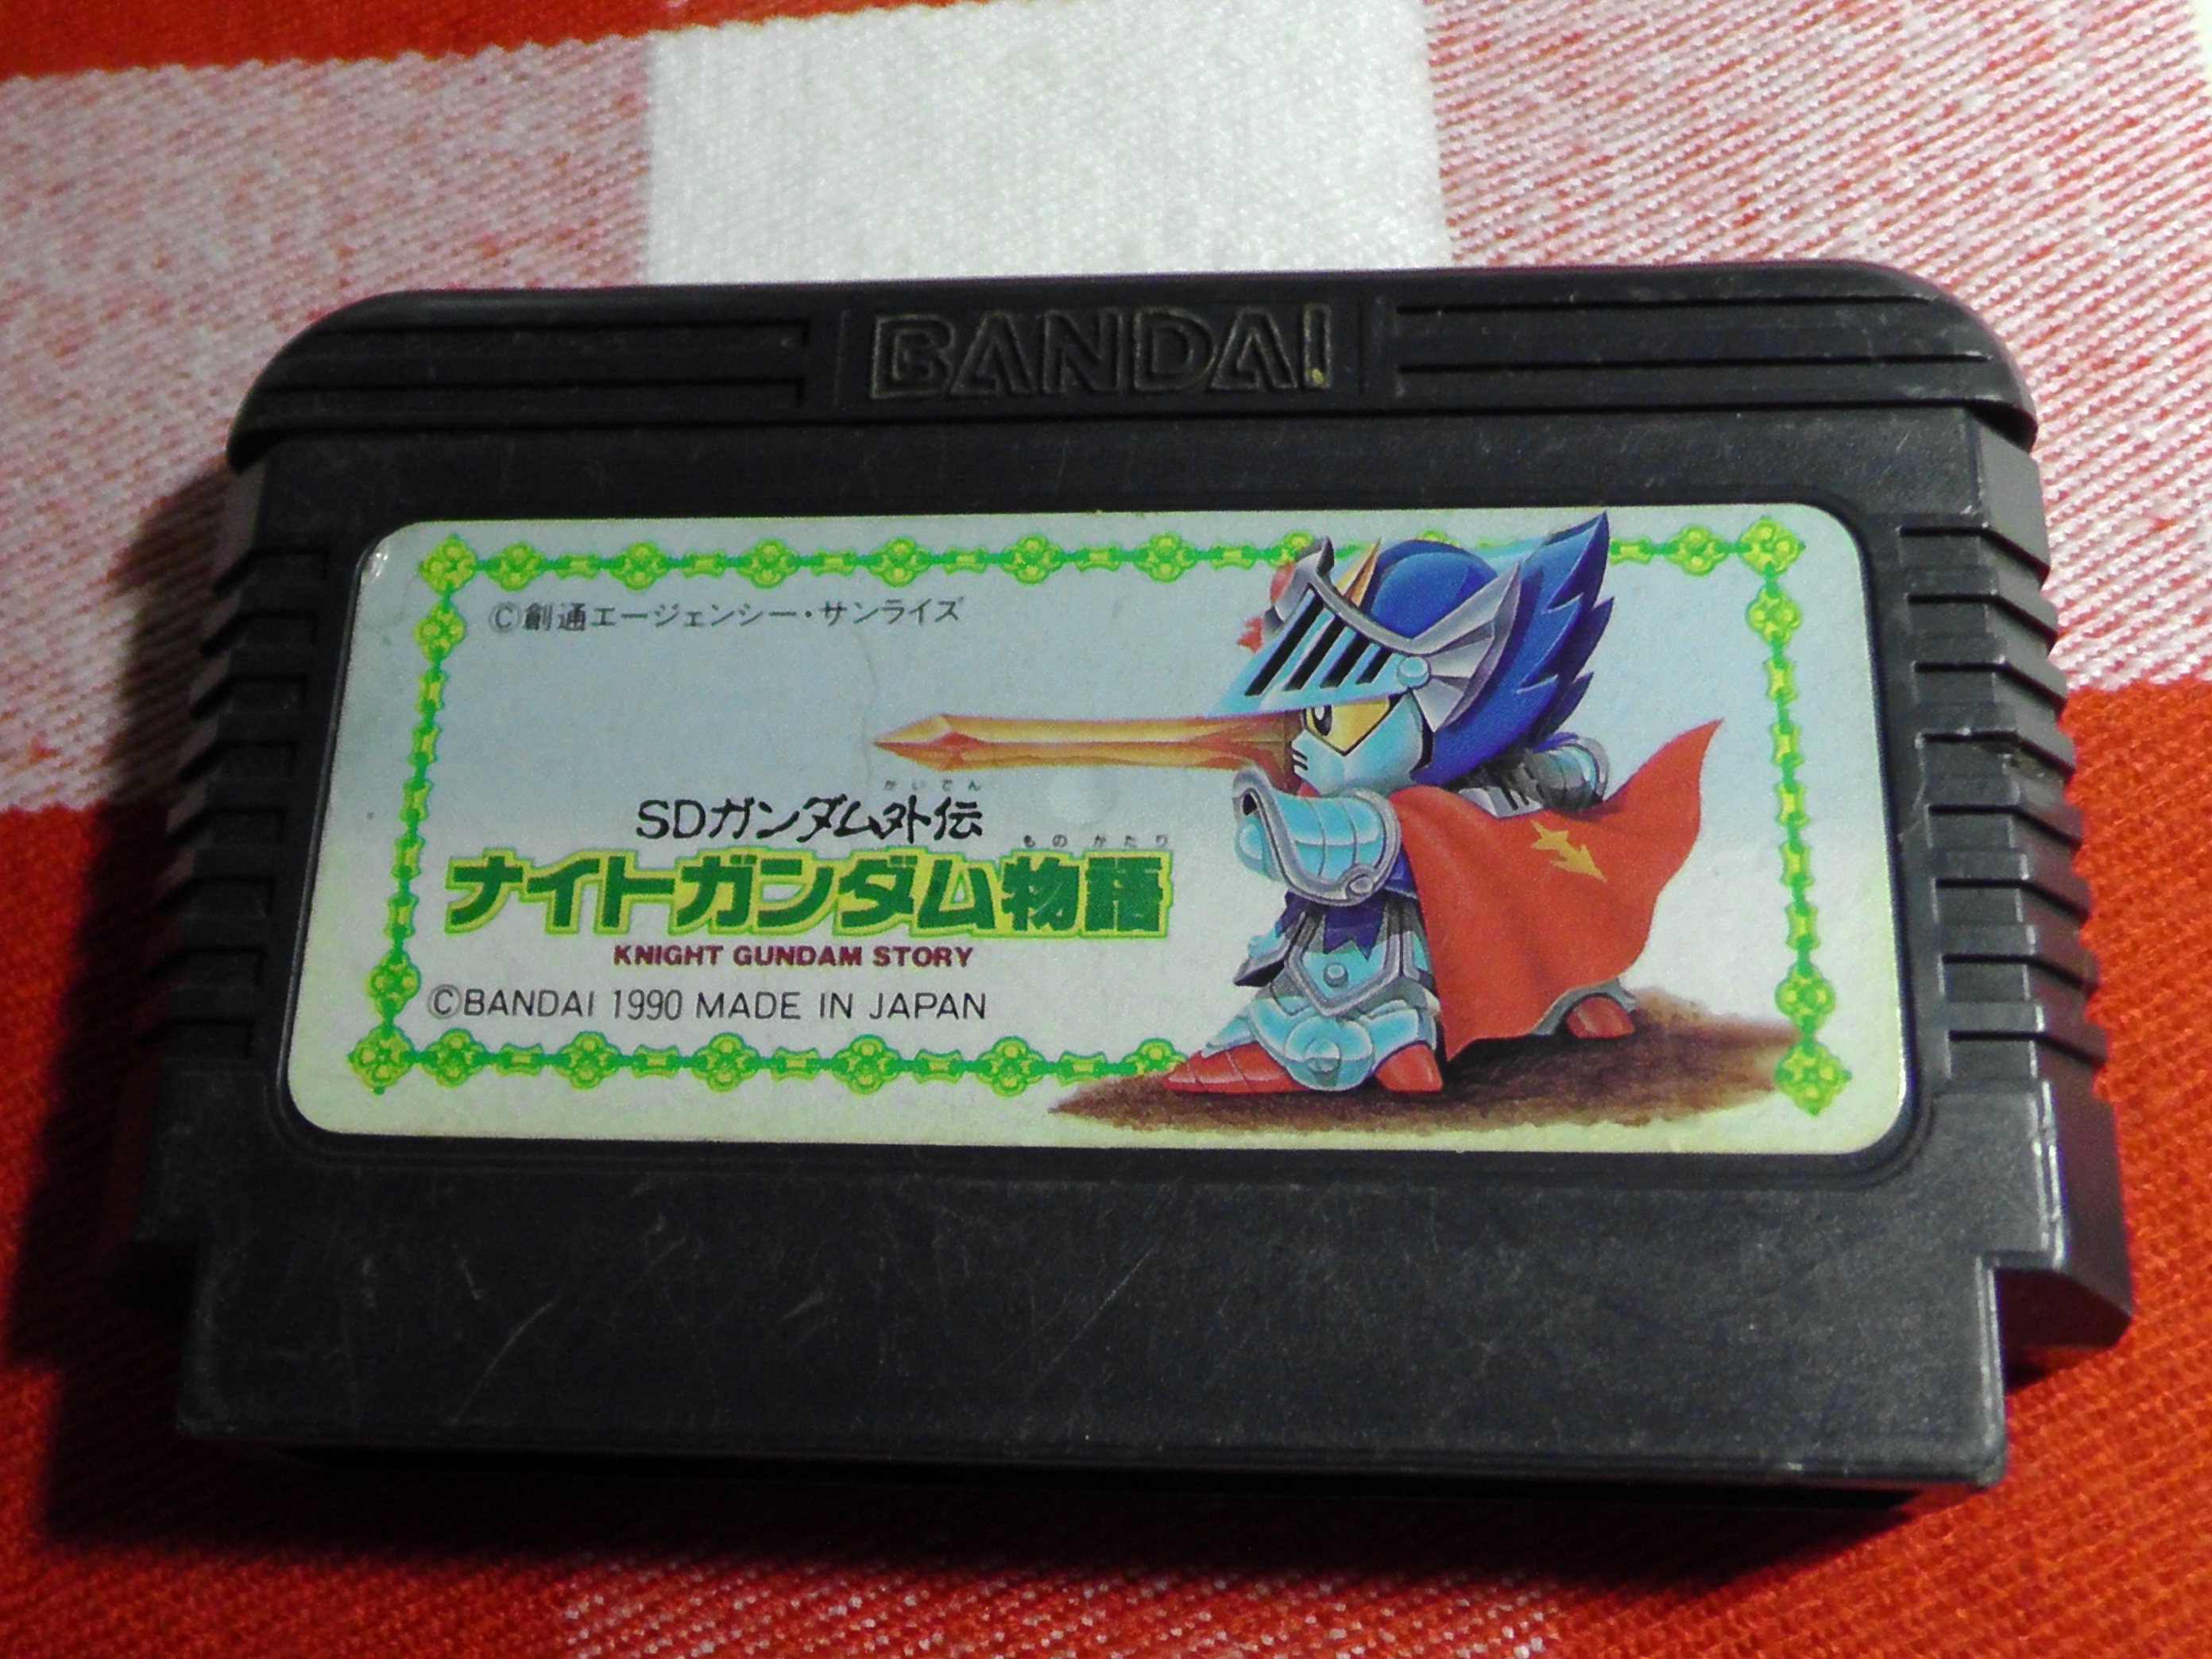 BANDAI
©創通エージェンシー・サンライズ
がいでん
SDガンダム外伝
ものがたり
ナイトガンダム物語
KNIGHT GUNDAM STORY
©BANDAI 1990 MADE IN JAPAN